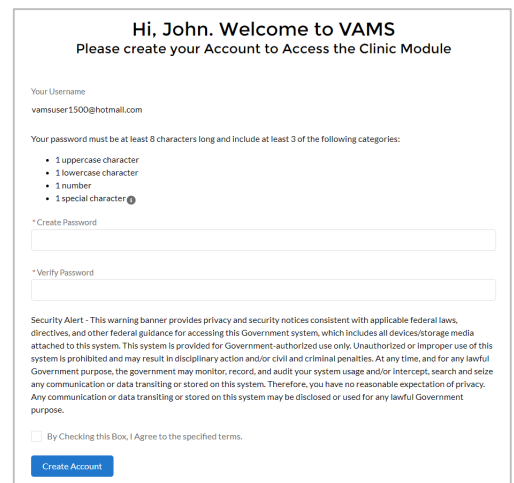 Hi, John. Welcome to VAMS
Please create your Account to Access the Clinic Module
Your Username
vamsuser1500@hotmail.com
Your password must be at least 8 characters long and include at least 3 of the following categories:
• 1 uppercase character
• 1 lowercase character
• 1 number
• 1 special character i
* Create Password
* Verify Password
Security Alert - This warning banner provides privacy and security notices consistent with applicable federal laws,
directives, and other federal guidance for accessing this Government system, which includes all devices/storage media
attached to this system. This system is provided for Government-authorized use only. Unauthorized or improper use of this
system is prohibited and may result in disciplinary action and/or civil and criminal penalties. At any time, and for any lawful
Government purpose, the government may monitor, record, and audit your system usage and/or intercept, search and seize
any communication or data transiting or stored on this system. Therefore, you have no reasonable expectation of privacy.
Any communication or data transiting or stored on this system may be disclosed or used for any lawful Government
purpose.
By Checking this Box, I Agree to the specified terms.
Create Account